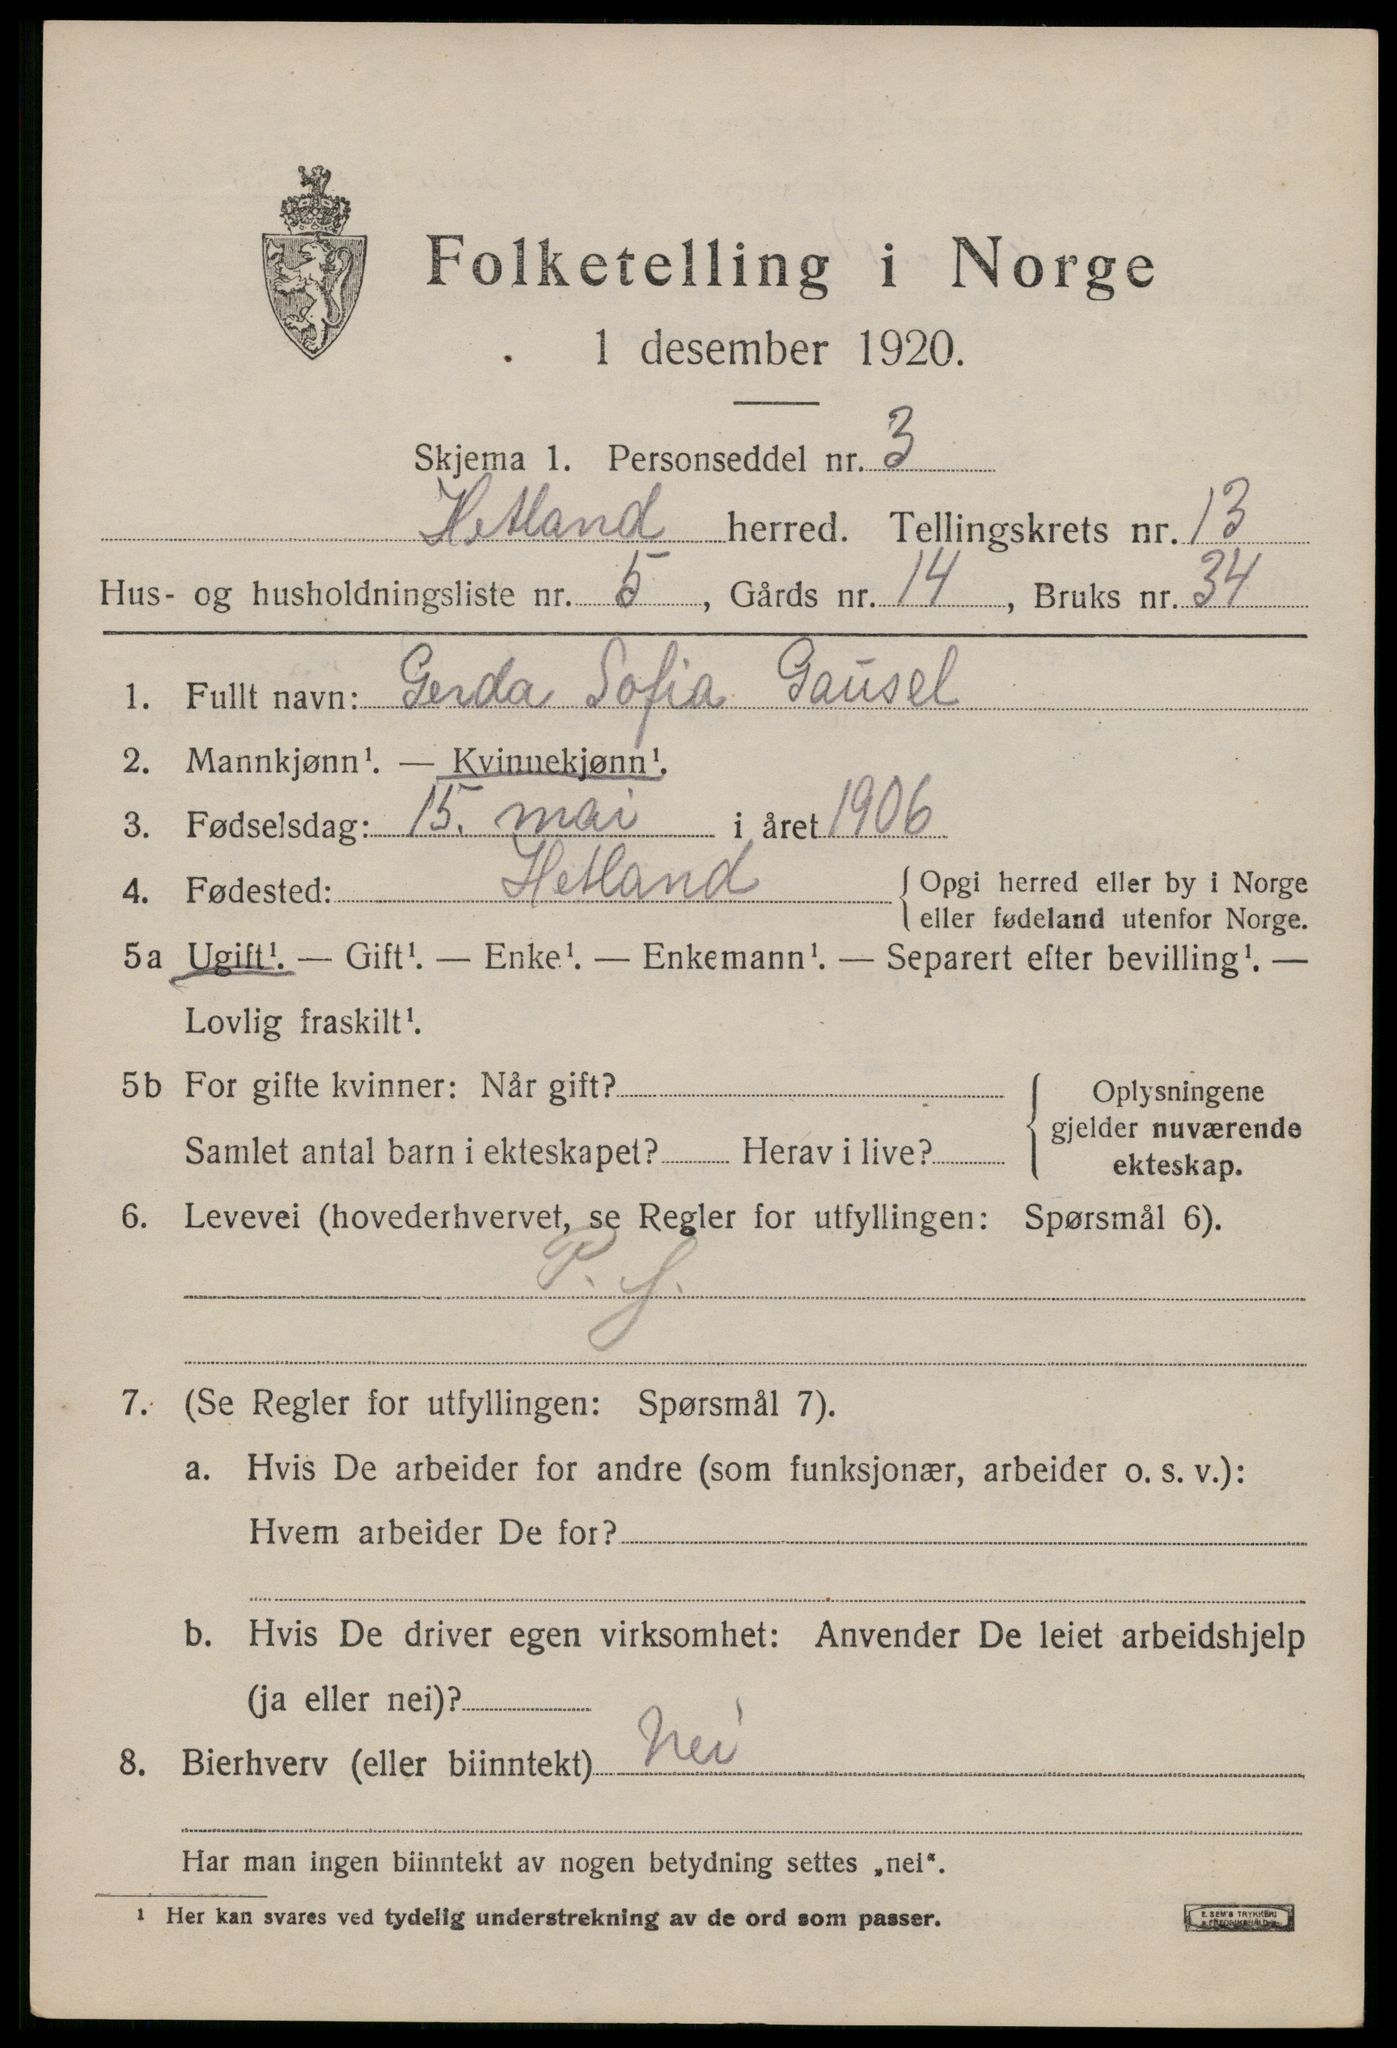 Folketelling i Norge
1 desember 1920.
Skjema 1. Personseddel nr. 3
Hetland herred. Tellingskrets nr. 13
Hus- og husholdningsliste nr. 5, Gårds nr. 14, Bruks nr. 34
1. Fullt navn: Gerda Sofia Gausel
2. Mannkjønn¹. — Kvinnekjønn¹.
3. Fødselsdag: 15. mai i året 1906
4. Fødested: Hetland { Opgi herred eller by i Norge
eller fødeland utenfor Norge.
5a Ugift¹. — Gift¹. — Enke¹. — Enkemann¹. — Separert efter bevilling¹. —
Lovlig fraskilt¹.
5b For gifte kvinner: Når gift? { Oplysningene
gjelder nuværende
Samlet antal barn i ekteskapet? Herav i live?
ekteskap.
6. Levevei (hovederhvervet, se Regler for utfyllingen: Spørsmål 6).
7. (Se Regler for utfyllingen: Spørsmål 7).
a. Hvis De arbeider for andre (som funksjonær, arbeider o. s. v.):
Hvem arbeider De for?
b. Hvis De driver egen virksomhet: Anvender De leiet arbeidshjelp
(ja eller nei)?
8. Bierhverv (eller biinntekt) Nei
Har man ingen biinntekt av nogen betydning settes „nei“.
¹ Her kan svares ved tydelig understrekning av de ord som passer.
E. SEM'S TRYKKERI
FREDRIKSHALD